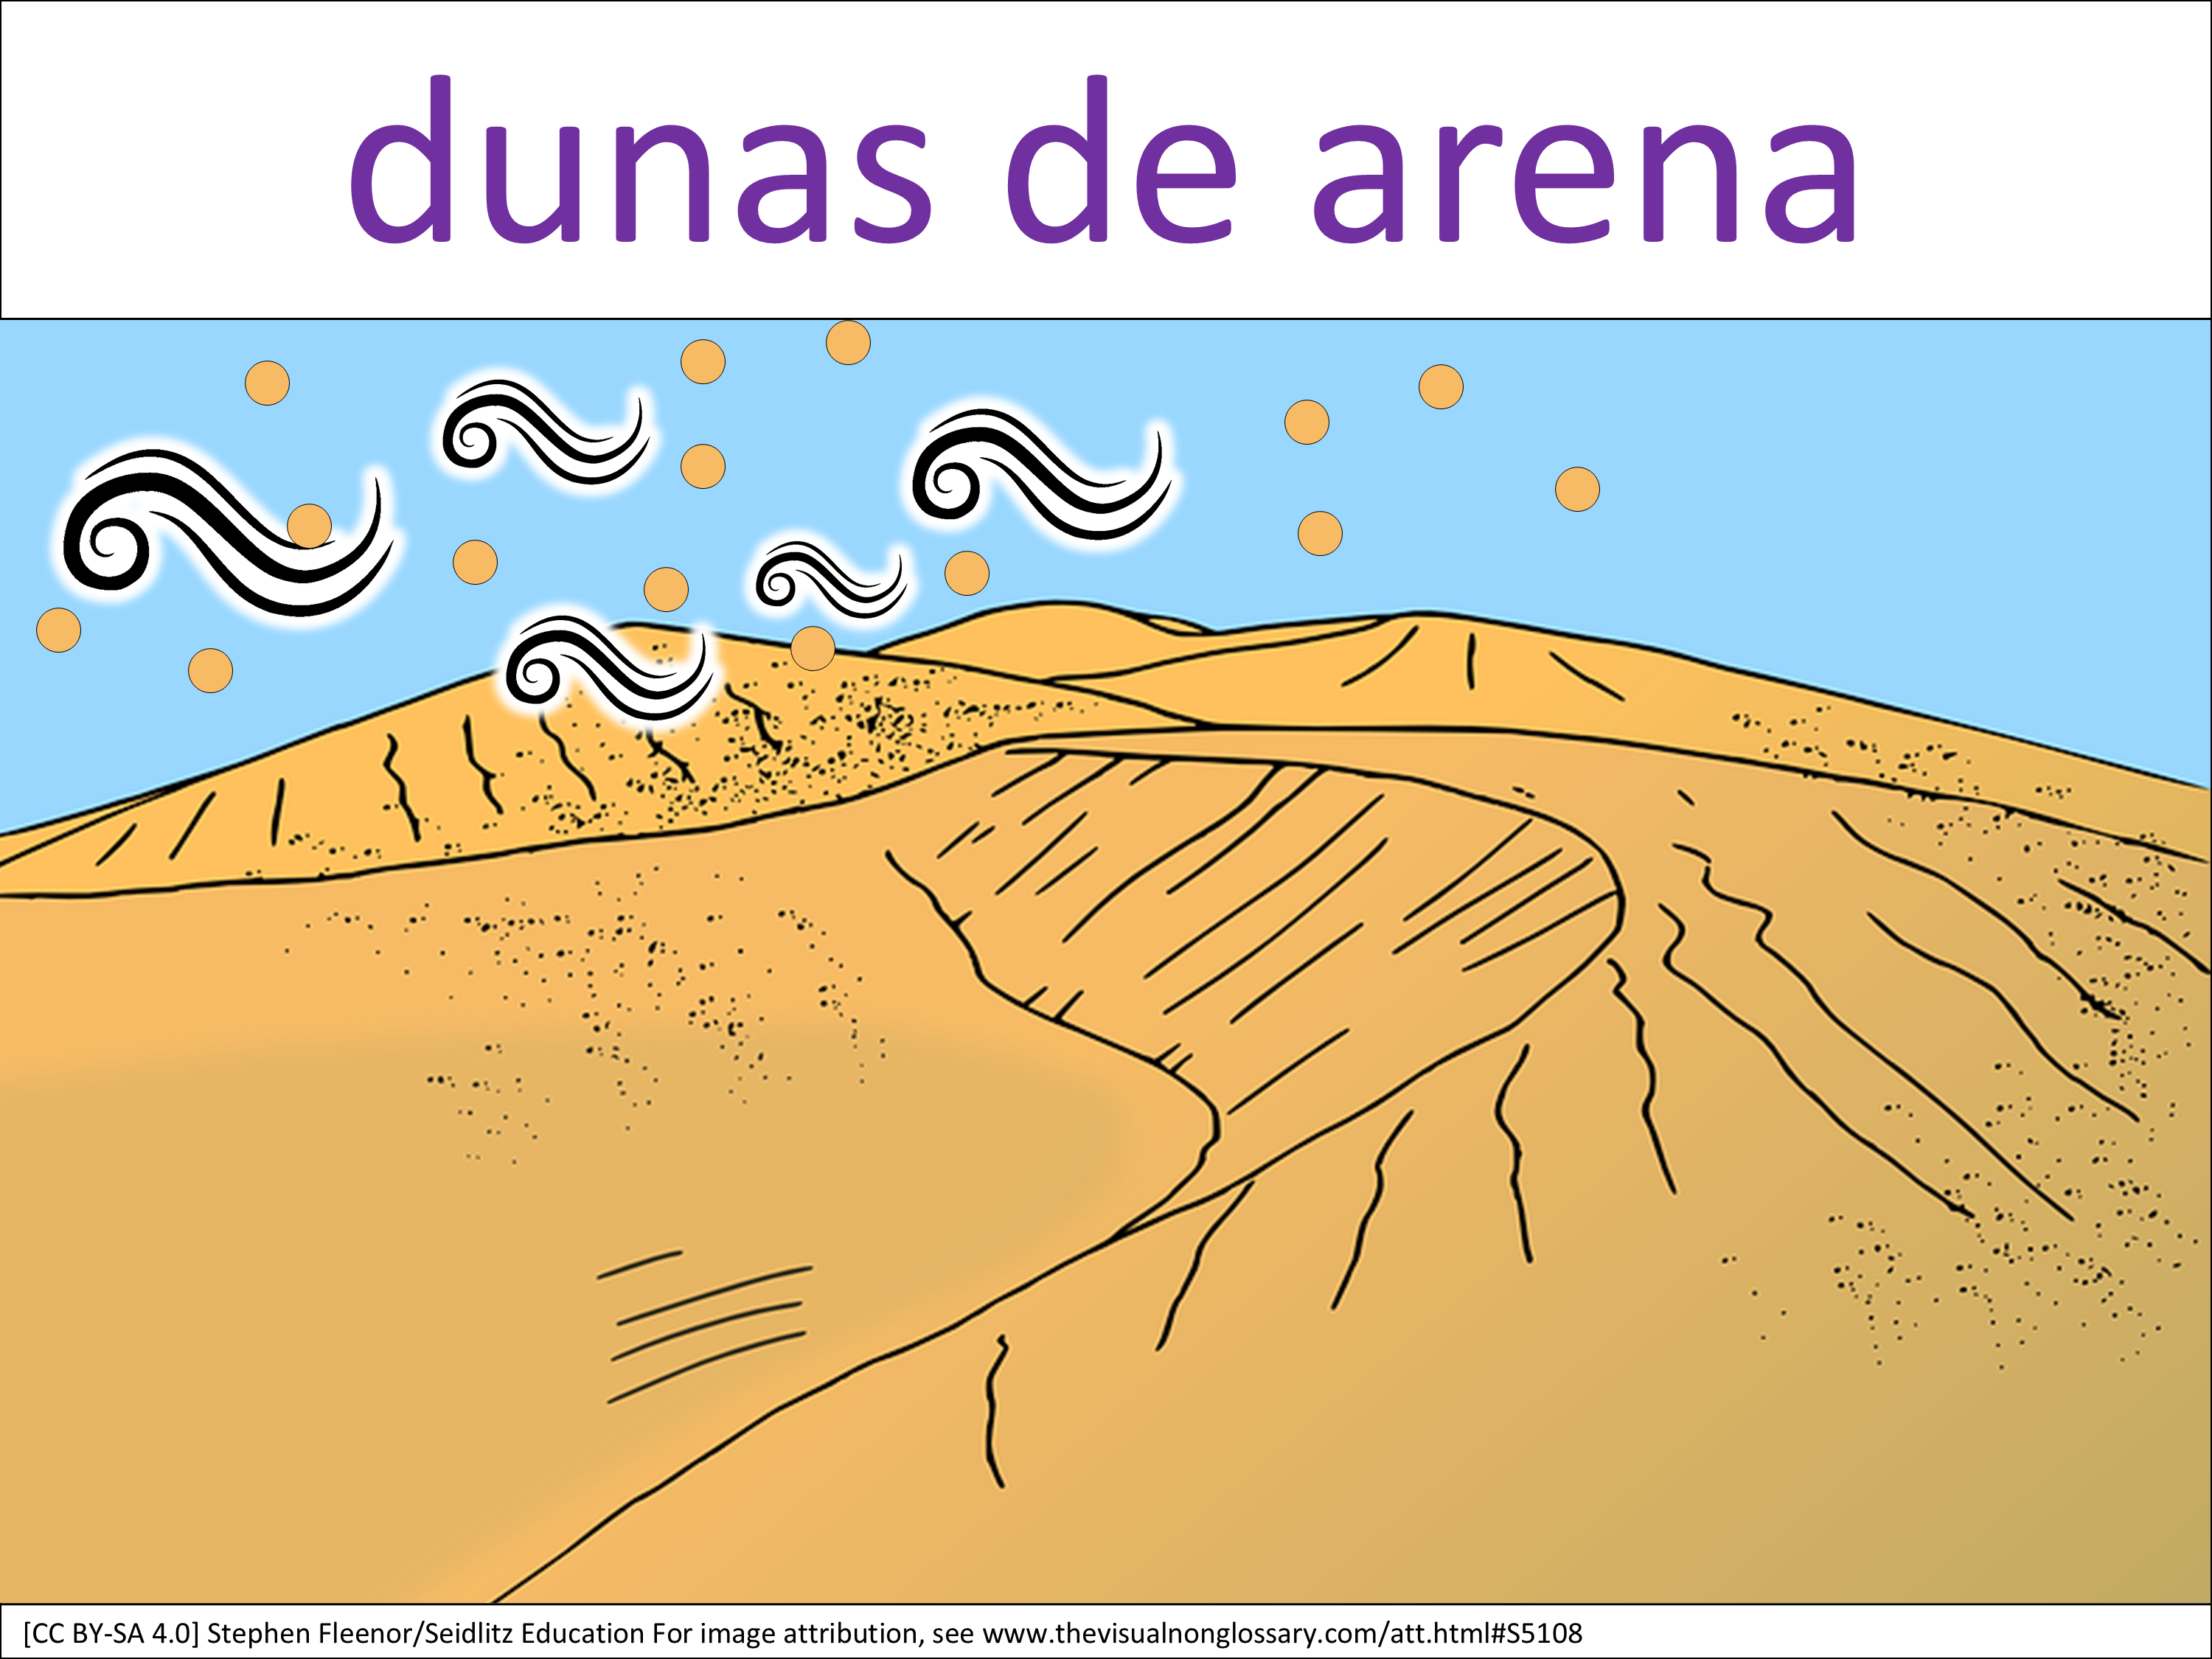 dunas de arena
[CC BY-SA 4.0] Stephen Fleenor/Seidlitz Education For image attribution, see www.thevisualnonglossary.com/att.html#S5108